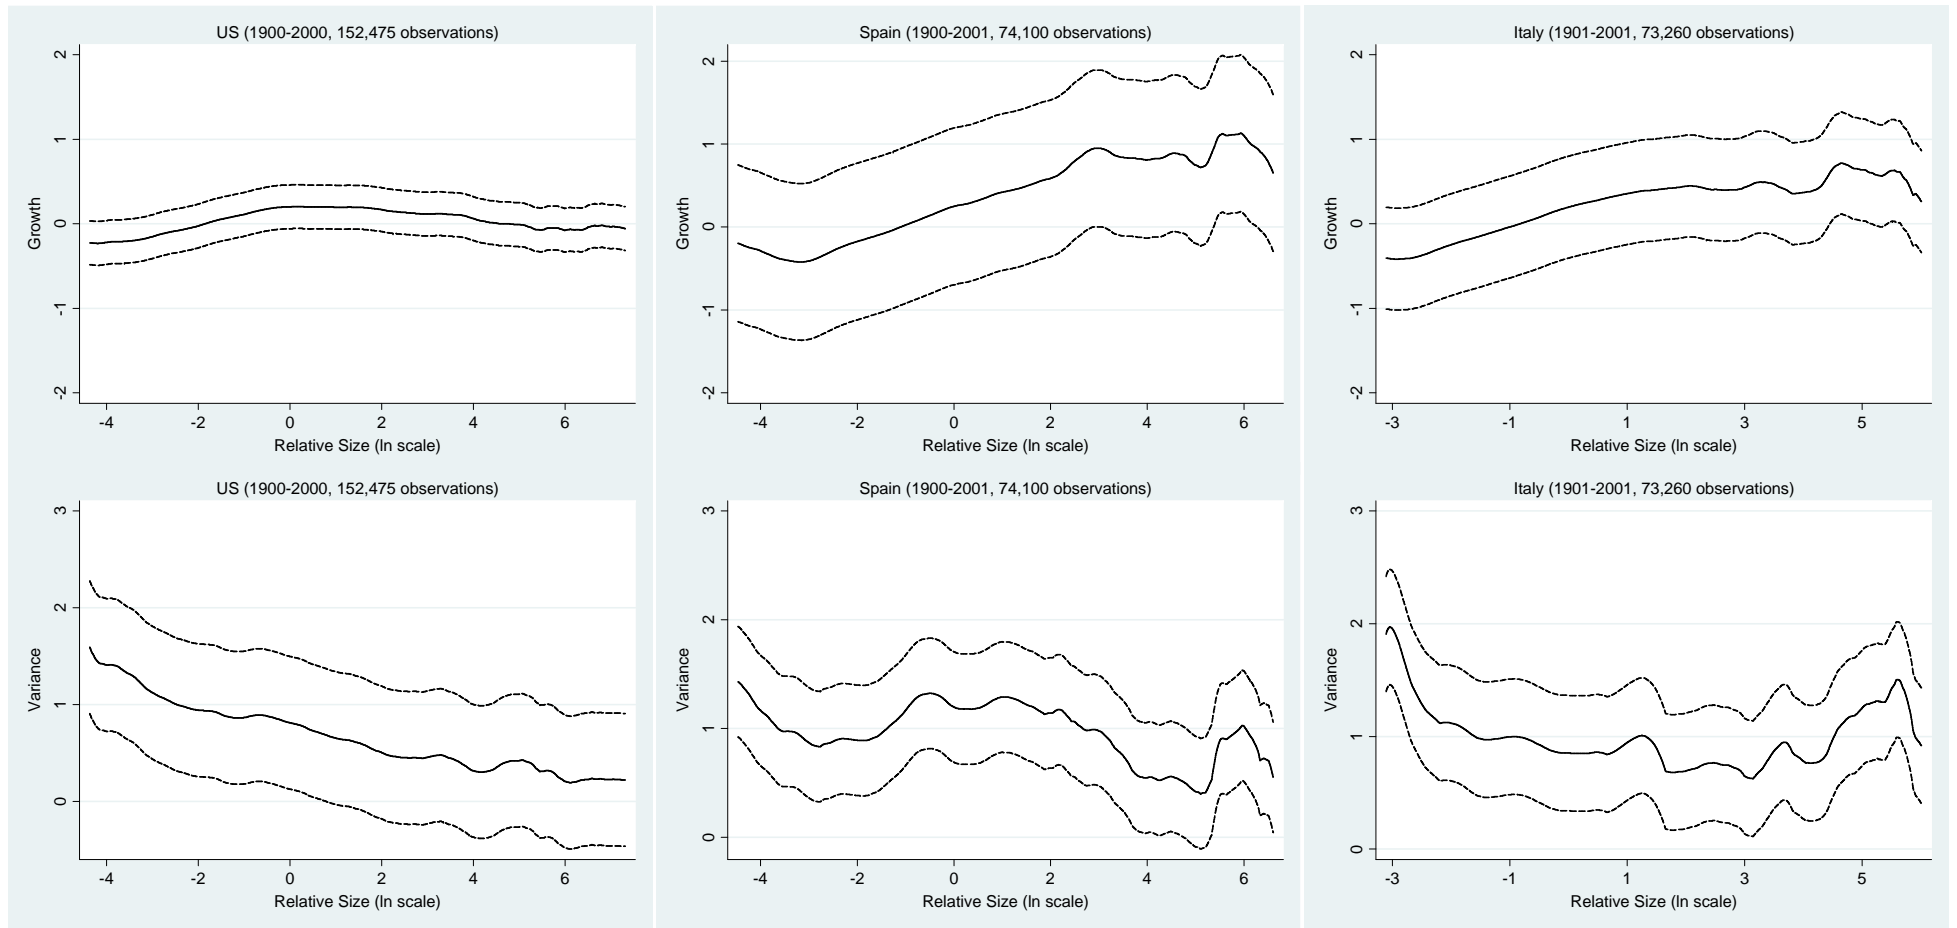 US (1900-2000, 152,475 observations)
Growth
2
1
0
-1
-2
-4 -2 0 2 4 6
Relative Size (ln scale)
Spain (1900-2001, 74,100 observations)
Growth
2
1
0
-1
-2
-4 -2 0 2 4 6
Relative Size (ln scale)
Italy (1901-2001, 73,260 observations)
Growth
2
1
0
-1
-2
-3 -1 1 3 5
Relative Size (ln scale)
US (1900-2000, 152,475 observations)
Variance
3
2
1
0
-4 -2 0 2 4 6
Relative Size (ln scale)
Spain (1900-2001, 74,100 observations)
Variance
3
2
1
0
-4 -2 0 2 4 6
Relative Size (ln scale)
Italy (1901-2001, 73,260 observations)
Variance
3
2
1
0
-3 -1 1 3 5
Relative Size (ln scale)